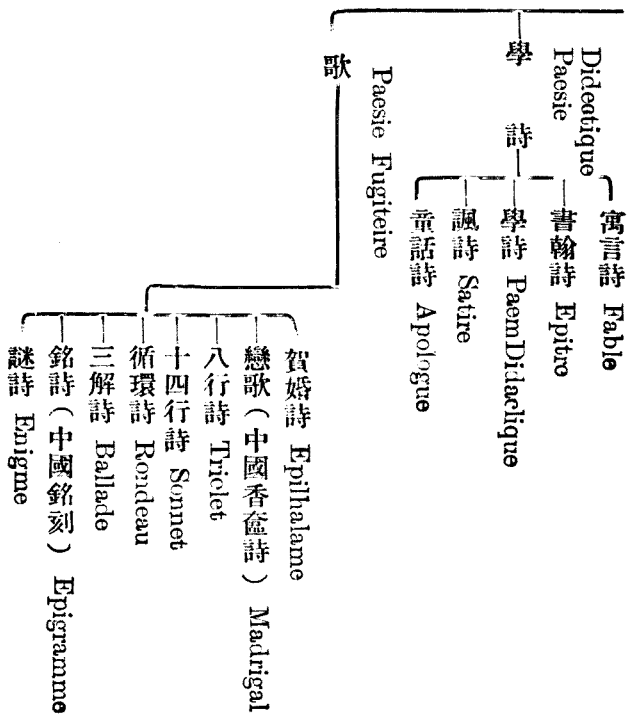 學詩 Didectique Paesie
寓言詩 Fable
書翰詩 Epitro
學詩 PaemDidaclique
諷詩 Satire
童話詩 Apologue
歌 Paesie Fugiteire
賀婚詩 Epilhalame
戀歌（中國香奩詩） Madrigal
八行詩 Triolet
十四行詩 Sonnet
循環詩 Rondeau
三解詩 Ballade
銘詩（中國銘刻） Epigramme
謎詩 Enigme